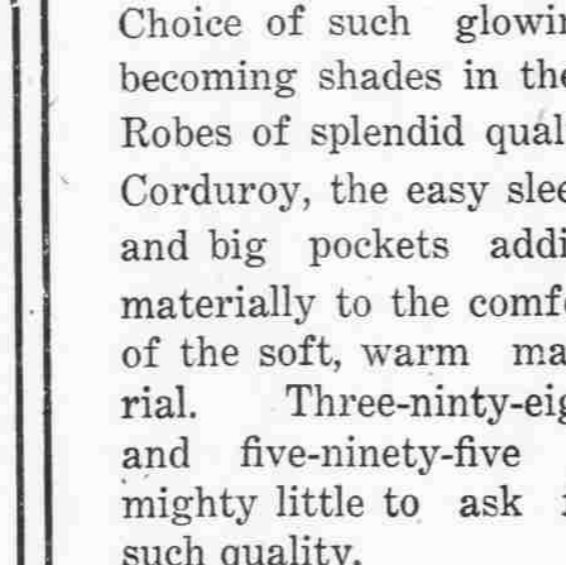 Choice of such glowin
becoming shades in the
Robes of splendid qual
Corduroy, the easy slee
and big pockets addi
materially to the comfo
of the soft, warm ma
rial. Three-ninty-eig
and five-ninety-five
mighty little to ask
such quality.